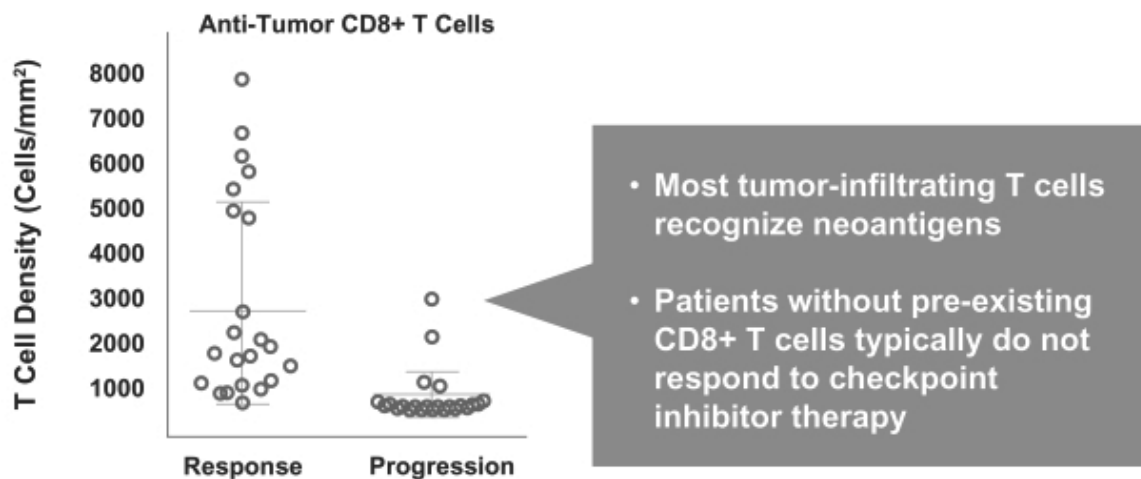 Anti-Tumor CD8+ T Cells
T Cell Density (Cells/mm²)
8000
7000
6000
5000
4000
3000
2000
1000
Response
Progression
• Most tumor-infiltrating T cells
recognize neoantigens
• Patients without pre-existing
CD8+ T cells typically do not
respond to checkpoint
inhibitor therapy